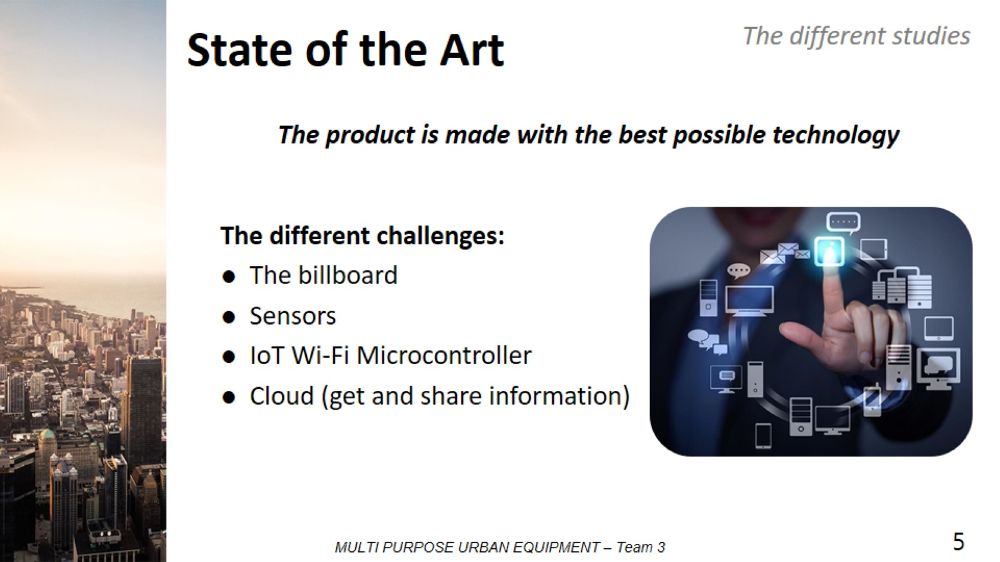 State of the Art
The different studies
The product is made with the best possible technology
The different challenges:
● The billboard
● Sensors
● IoT Wi-Fi Microcontroller
● Cloud (get and share information)
MULTI PURPOSE URBAN EQUIPMENT – Team 3
5